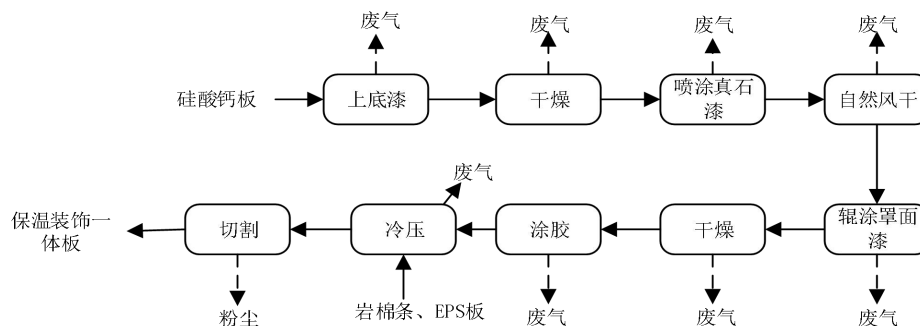 废气
废气
废气
废气
硅酸钙板
上底漆
干燥
喷涂真石
漆
自然风干
废气
保温装饰一
体板
切割
冷压
涂胶
干燥
辊涂罩面
漆
粉尘
岩棉条、EPS板
废气
废气
废气